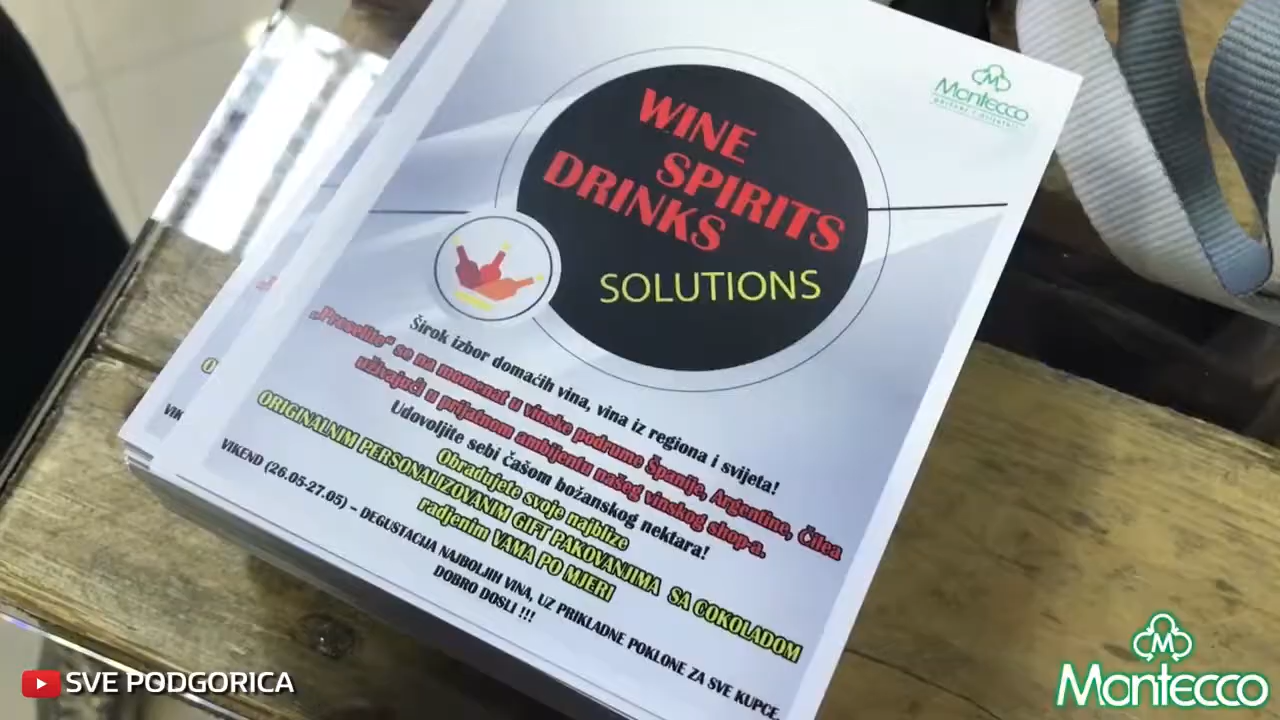 Montecco
WINE
SPIRITS
DRINKS
SOLUTIONS
Širok izbor domaćih vina, vina iz regiona i svijeta!
„Preselite“ se na momenat u vinske podrume Španije, Argentine, Čilea
uživajući u prijatnom ambijentu našeg vinskog shop-a.
Udovoljite sebi čašom božanskog nektara!
Obradujete svoje najbliže
ORIGINALNIM PERSONALIZOVANIM GIFT PAKOVANJIMA SA COKOLADOM
radjenim VAMA PO MJERI
VIKEND (26.05-27.05) – DEGUSTACIJA NAJBOLJIH VINA, UZ PRIKLADNE POKLONE ZA SVE KUPCE.
DOBRO DOSLI !!!
O
VIK
SVE PODGORICA
Montecco